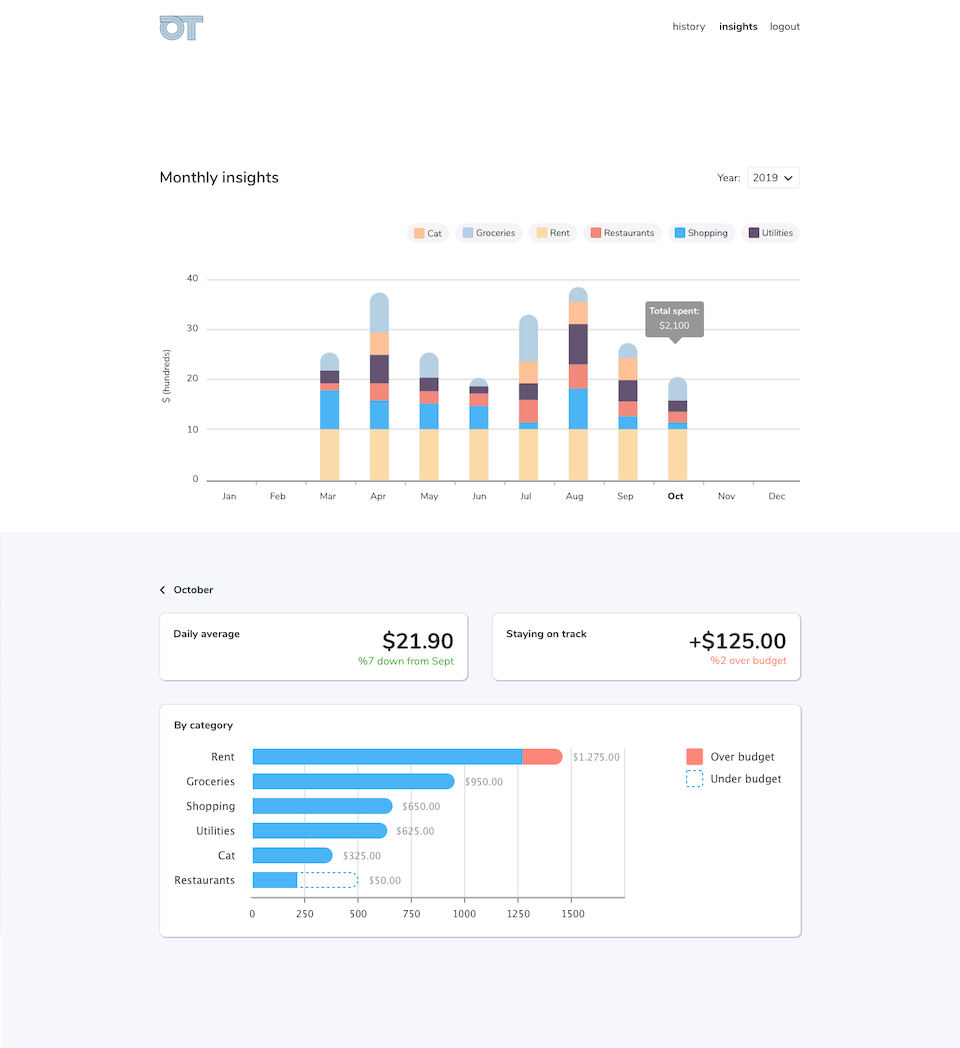 OT
history insights logout
Monthly insights
Year: 2019
Cat Groceries Rent Restaurants Shopping Utilities
40
30
20
10
0
$ (hundreds)
Total spent:
$2,100
Jan Feb Mar Apr May Jun Jul Aug Sep Oct Nov Dec
October
Daily average
$21.90
%7 down from Sept
Staying on track
+$125.00
%2 over budget
By category
Rent $1.275.00
Groceries $950.00
Shopping $650.00
Utilities $625.00
Cat $325.00
Restaurants $50.00
0 250 500 750 1000 1250 1500
Over budget
Under budget